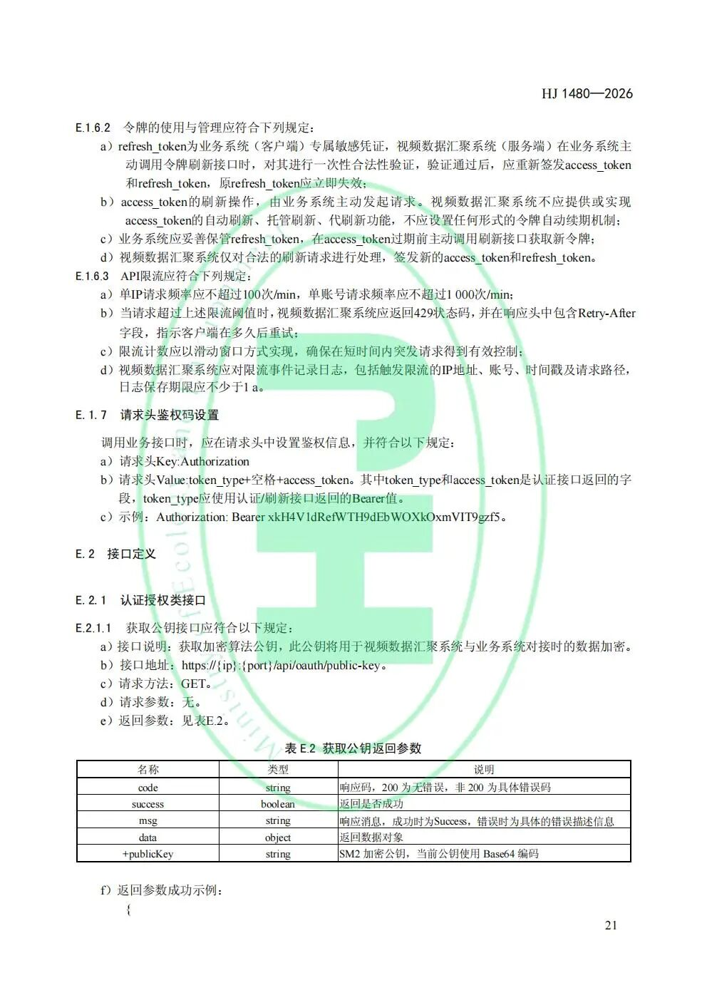 HJ 1480—2026
E.1.6.2 令牌的使用与管理应符合下列规定：
a）refresh_token为业务系统（客户端）专属敏感凭证，视频数据汇聚系统（服务端）在业务系统主
动调用令牌刷新接口时，对其进行一次性合法性验证，验证通过后，应重新签发access_token
和refresh_token，原refresh_token应立即失效；
b）access_token的刷新操作，由业务系统主动发起请求。视频数据汇聚系统不应提供或实现
access_token的自动刷新、托管刷新、代刷新功能，不应设置任何形式的令牌自动续期机制；
c）业务系统应妥善保管refresh_token，在access_token过期前主动调用刷新接口获取新令牌；
d）视频数据汇聚系统仅对合法的刷新请求进行处理，签发新的access_token和refresh_token。
E.1.6.3 API限流应符合下列规定：
a）单IP请求频率应不超过100次/min，单账号请求频率应不超过1 000次/min；
b）当请求超过上述限流阈值时，视频数据汇聚系统应返回429状态码，并在响应头中包含Retry-After
字段，指示客户端在多久后重试；
c）限流计数应以滑动窗口方式实现，确保在短时间内突发请求得到有效控制；
d）视频数据汇聚系统应对限流事件记录日志，包括触发限流的IP地址、账号、时间戳及请求路径，
日志保存期限应不少于1 a。
E.1.7 请求头鉴权码设置
调用业务接口时，应在请求头中设置鉴权信息，并符合以下规定：
a）请求头Key:Authorization
b）请求头Value:token_type+空格+access_token。其中token_type和access_token是认证接口返回的字
段，token_type应使用认证/刷新接口返回的Bearer值。
c）示例：Authorization: Bearer xkH4V1dRefWTH9dEbWOXkOxmVIT9gzf5。
E.2 接口定义
E.2.1 认证授权类接口
E.2.1.1 获取公钥接口应符合以下规定：
a）接口说明：获取加密算法公钥，此公钥将用于视频数据汇聚系统与业务系统对接时的数据加密。
b）接口地址：https://{ip}:{port}/api/oauth/public-key。
c）请求方法：GET。
d）请求参数：无。
e）返回参数：见表E.2。
表 E.2 获取公钥返回参数
名称 类型 说明
code string 响应码，200 为无错误，非 200 为具体错误码
success boolean 返回是否成功
msg string 响应消息，成功时为Success，错误时为具体的错误描述信息
data object 返回数据对象
+publicKey string SM2 加密公钥，当前公钥使用 Base64 编码
f）返回参数成功示例：
{
21